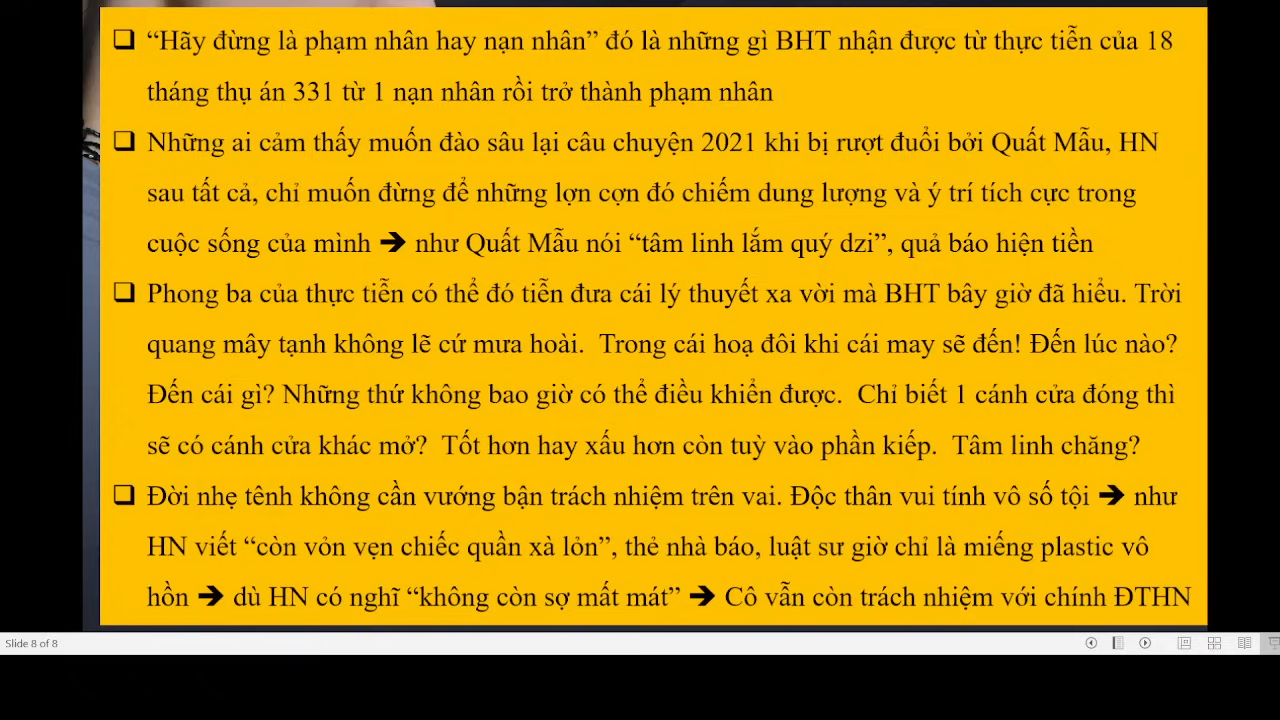 ❑ “Hãy đừng là phạm nhân hay nạn nhân” đó là những gì BHT nhận được từ thực tiễn của 18
tháng thụ án 331 từ 1 nạn nhân rồi trở thành phạm nhân
❑ Những ai cảm thấy muốn đào sâu lại câu chuyện 2021 khi bị rượt đuổi bởi Quất Mẫu, HN
sau tất cả, chỉ muốn đừng để những lợn cợn đó chiếm dung lượng và ý trí tích cực trong
cuộc sống của mình ➔ như Quất Mẫu nói “tâm linh lắm quý dzi”, quả báo hiện tiền
❑ Phong ba của thực tiễn có thể đó tiễn đưa cái lý thuyết xa vời mà BHT bây giờ đã hiểu. Trời
quang mây tạnh không lẽ cứ mưa hoài. Trong cái hoạ đôi khi cái may sẽ đến! Đến lúc nào?
Đến cái gì? Những thứ không bao giờ có thể điều khiển được. Chỉ biết 1 cánh cửa đóng thì
sẽ có cánh cửa khác mở? Tốt hơn hay xấu hơn còn tuỳ vào phần kiếp. Tâm linh chăng?
❑ Đời nhẹ tênh không cần vướng bận trách nhiệm trên vai. Độc thân vui tính vô số tội ➔ như
HN viết “còn vỏn vẹn chiếc quần xà lỏn”, thẻ nhà báo, luật sư giờ chỉ là miếng plastic vô
hồn ➔ dù HN có nghĩ “không còn sợ mất mát” ➔ Cô vẫn còn trách nhiệm với chính ĐTHN
Slide 8 of 8